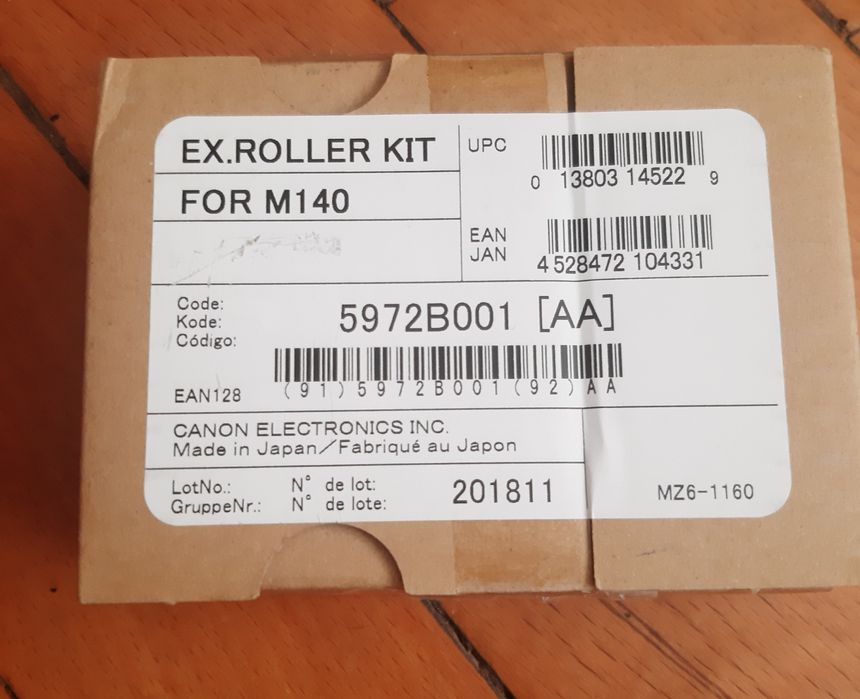 EX.ROLLER KIT
FOR M140
UPC
0 13803 14522 9
EAN
JAN
4 528472 104331
Code:
Kode:
Código:
5972B001 [AA]
EAN128
(91)5972B001(92)AA
CANON ELECTRONICS INC.
Made in Japan/Fabriqué au Japon
LotNo.: N° de lot:
GruppeNr.: N° de lote:
201811
MZ6-1160